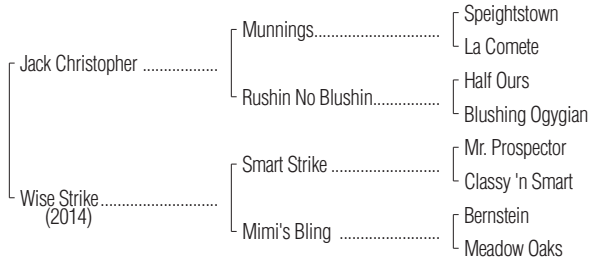 Speightstown
Munnings
La Comete
Jack Christopher
Half Ours
Rushin No Blushin
Blushing Ogygian
Mr. Prospector
Smart Strike
Classy 'n Smart
Wise Strike
(2014)
Bernstein
Mimi's Bling
Meadow Oaks